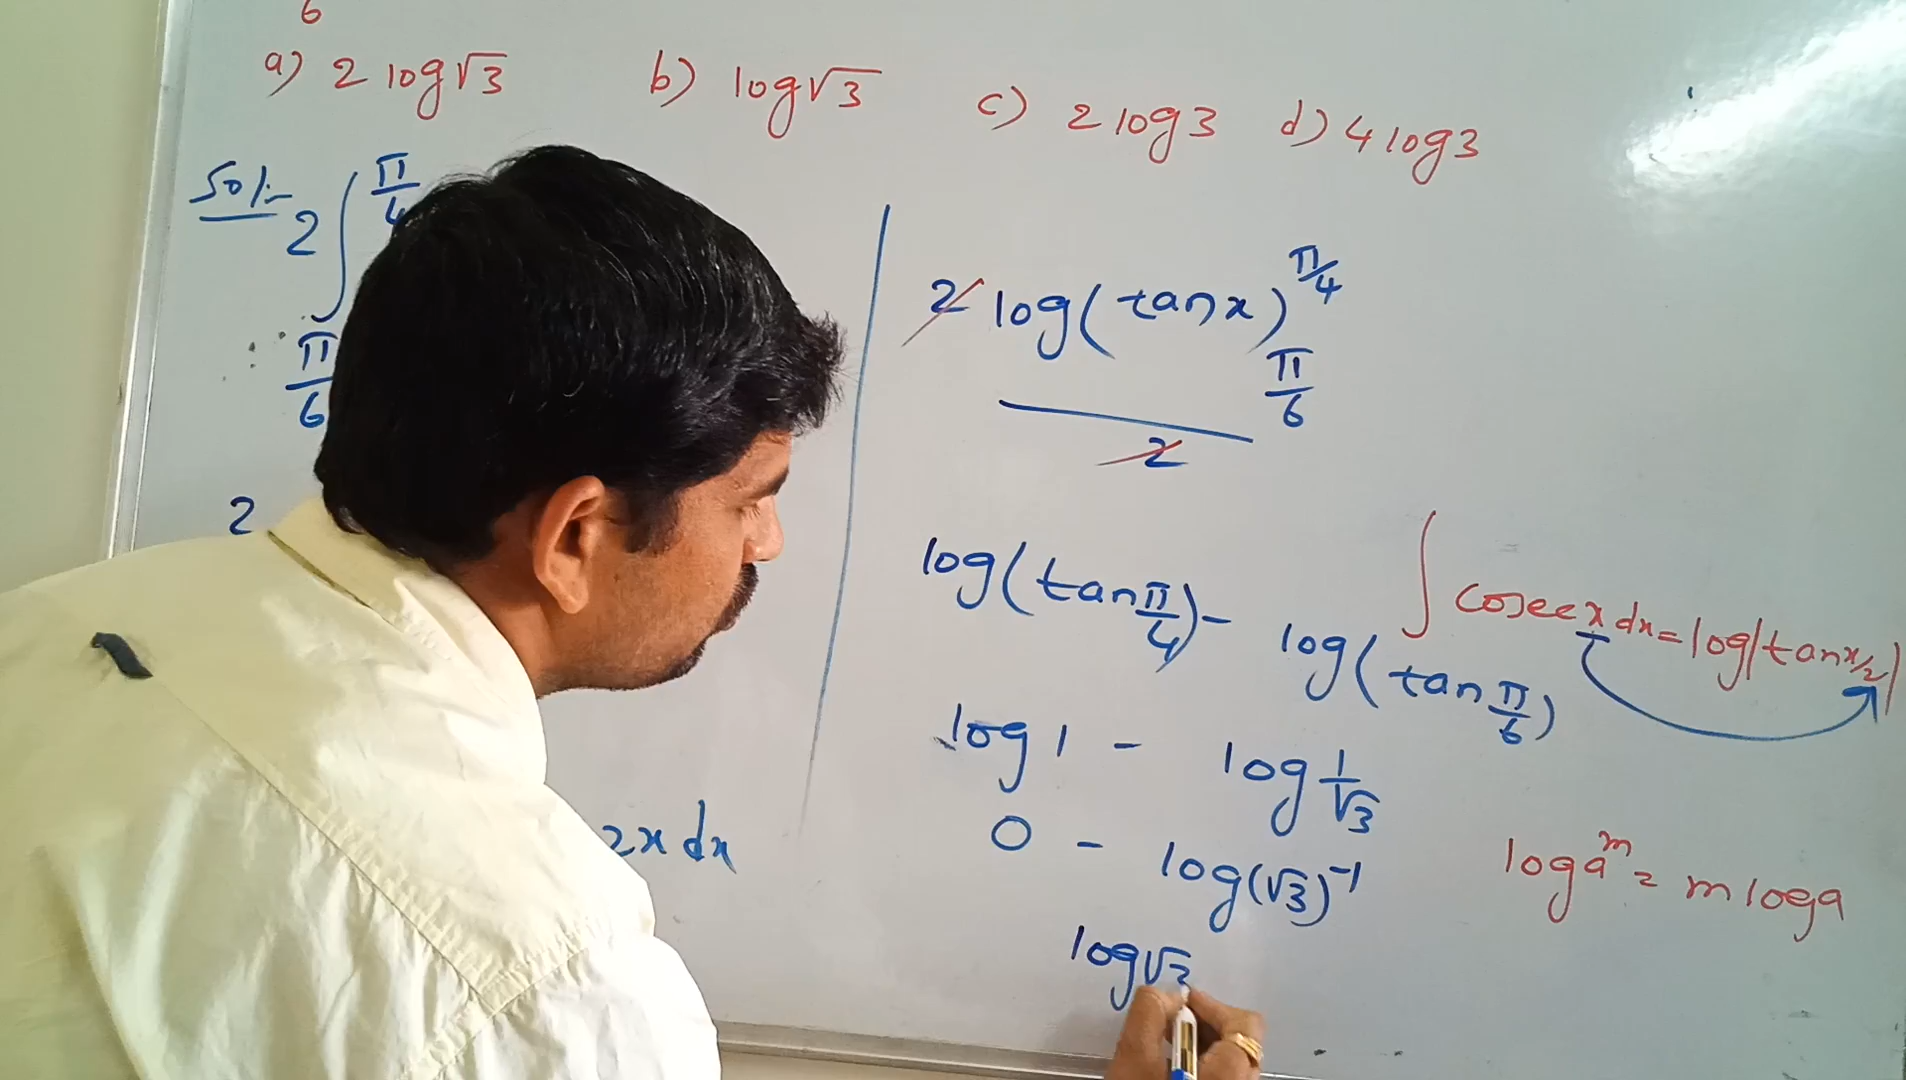 6
a) 2 log√3 b) log√3 c) 2 log3 d) 4 log3
Sol:- 2 ∫ π/4
π/6
2
2x dx
2 log(tan x) π/4
π/6
2
log(tan π/4) - log(tan π/6)
∫ cosec x dx = log|tan x/2|
log 1 - log 1/√3
0 - log(√3)⁻¹
log aᵐ = m log a
log√3